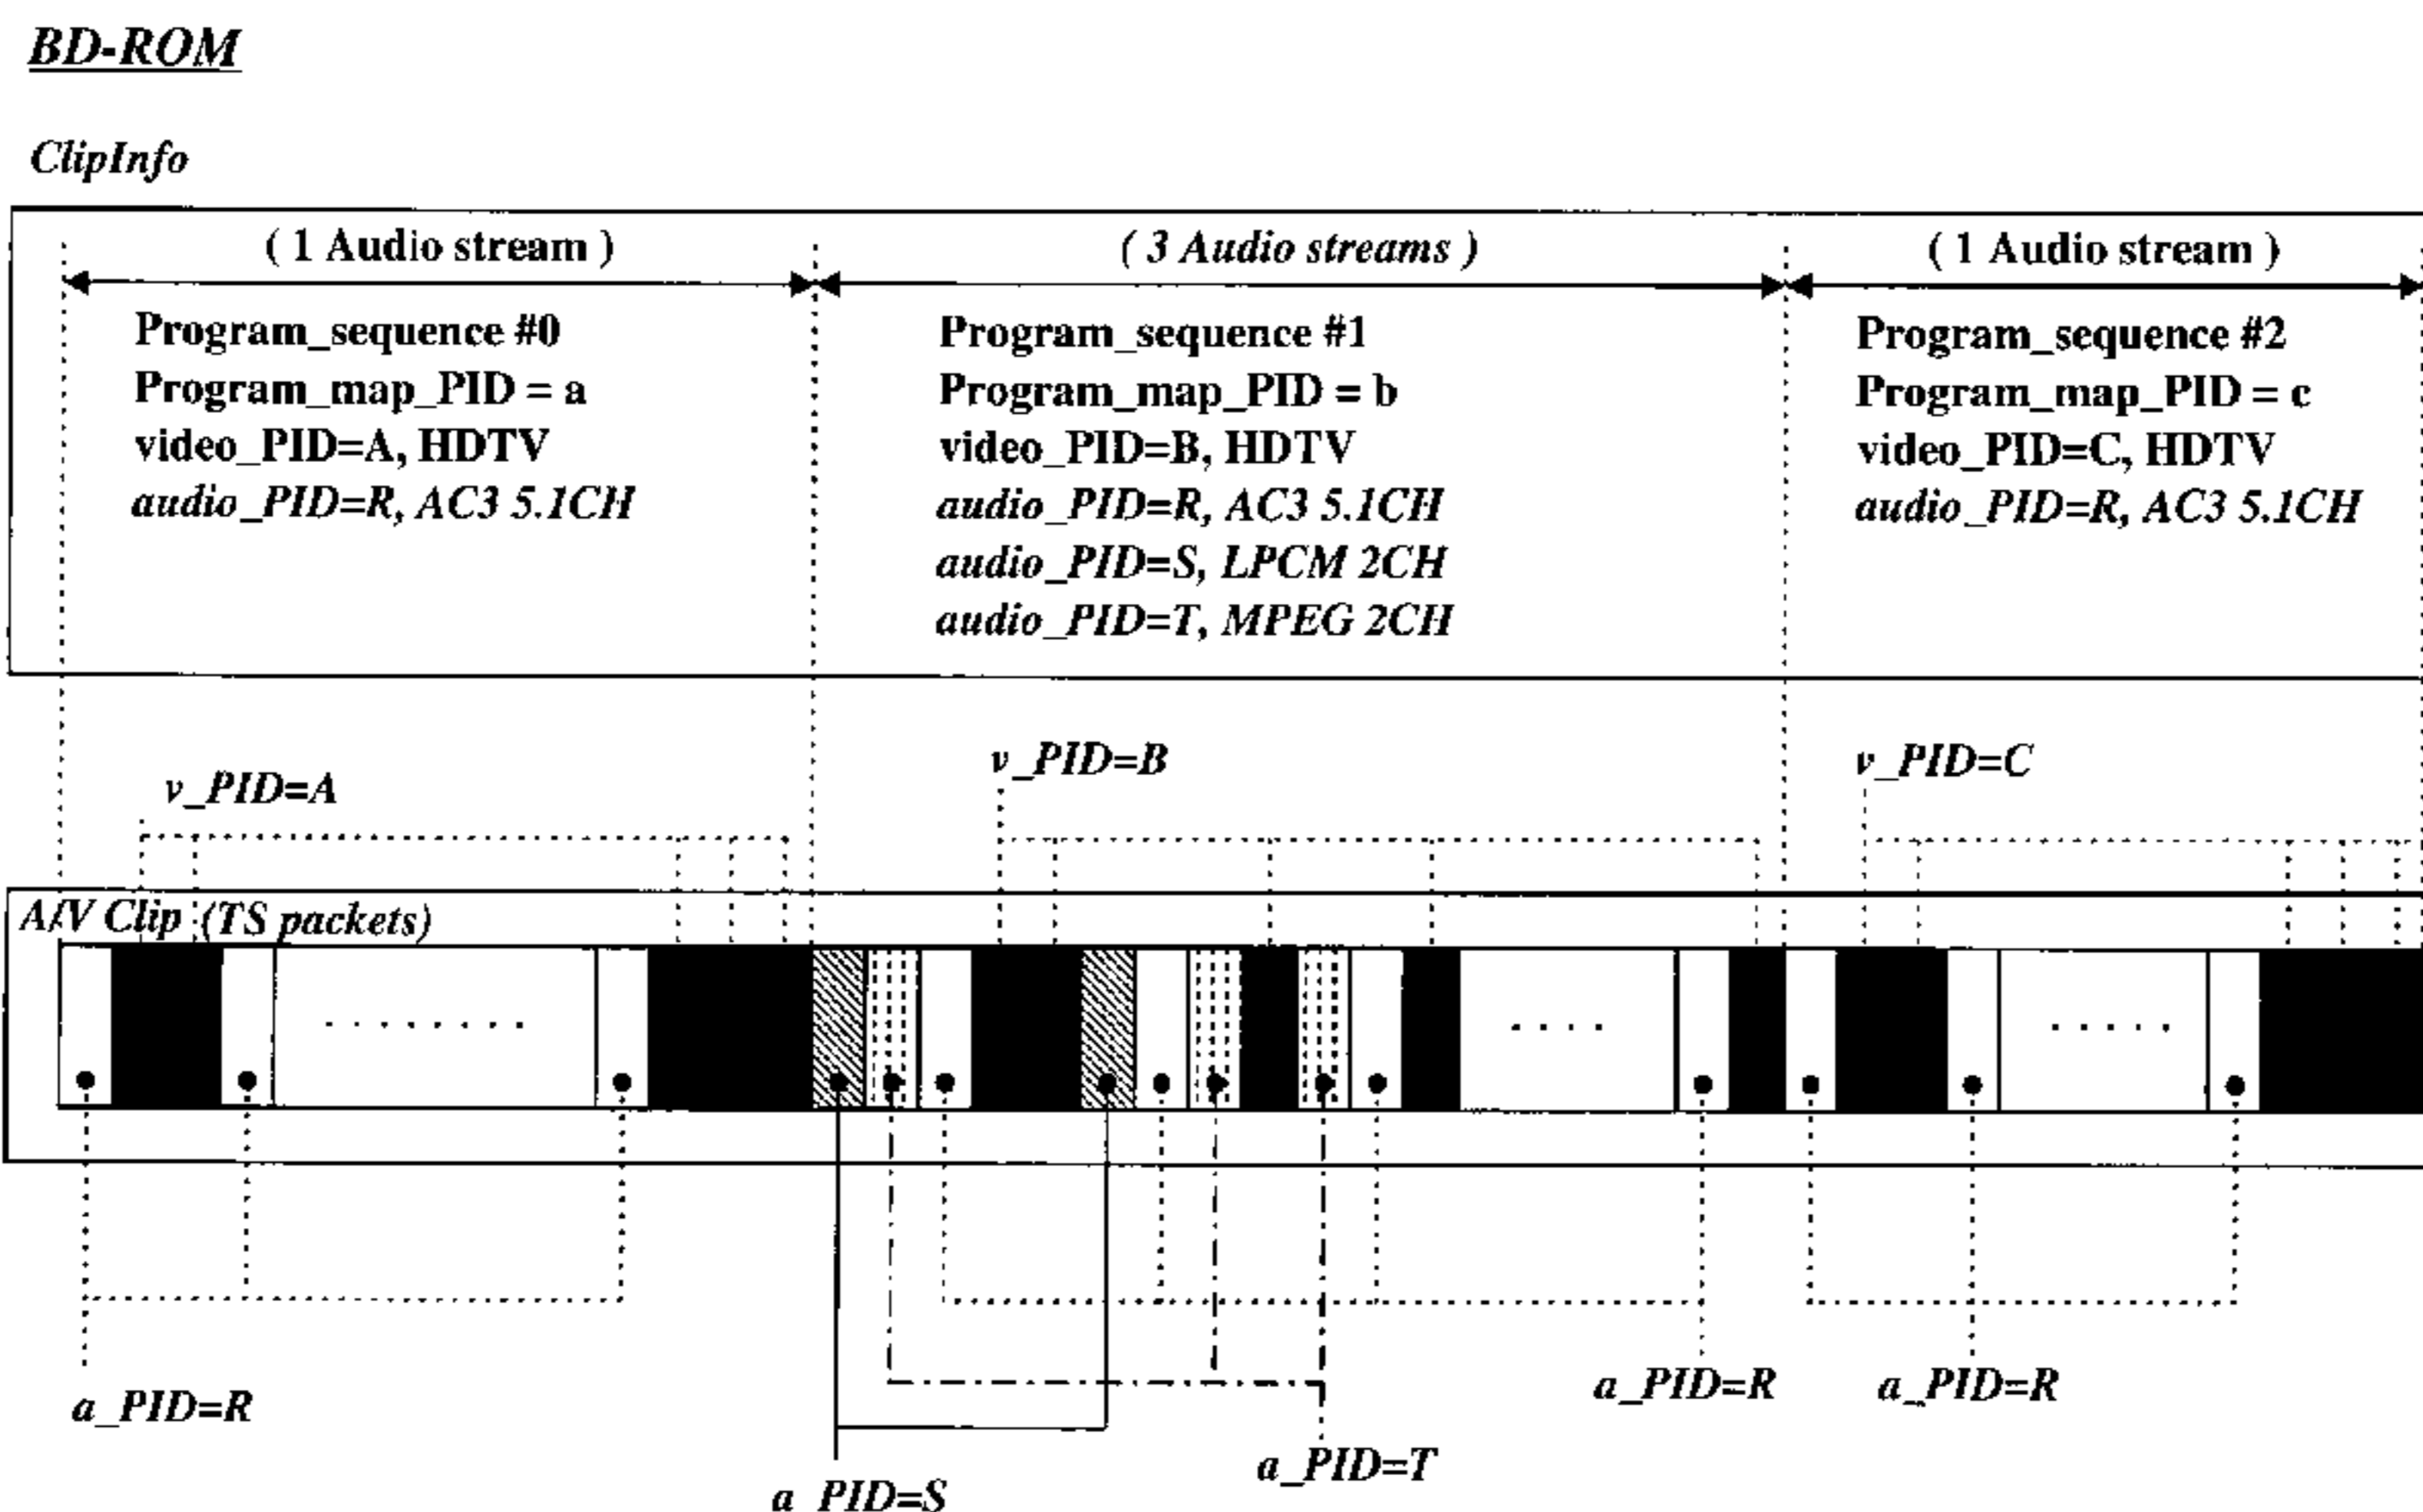 BD-ROM
ClipInfo
( 1 Audio stream )
Program_sequence #0
Program_map_PID = a
video_PID=A, HDTV
audio_PID=R, AC3 5.1CH
( 3 Audio streams )
Program_sequence #1
Program_map_PID = b
video_PID=B, HDTV
audio_PID=R, AC3 5.1CH
audio_PID=S, LPCM 2CH
audio_PID=T, MPEG 2CH
( 1 Audio stream )
Program_sequence #2
Program_map_PID = c
video_PID=C, HDTV
audio_PID=R, AC3 5.1CH
v_PID=A
v_PID=B
v_PID=C
A/V Clip (TS packets)
a_PID=R
a_PID=S
a_PID=T
a_PID=R
a_PID=R